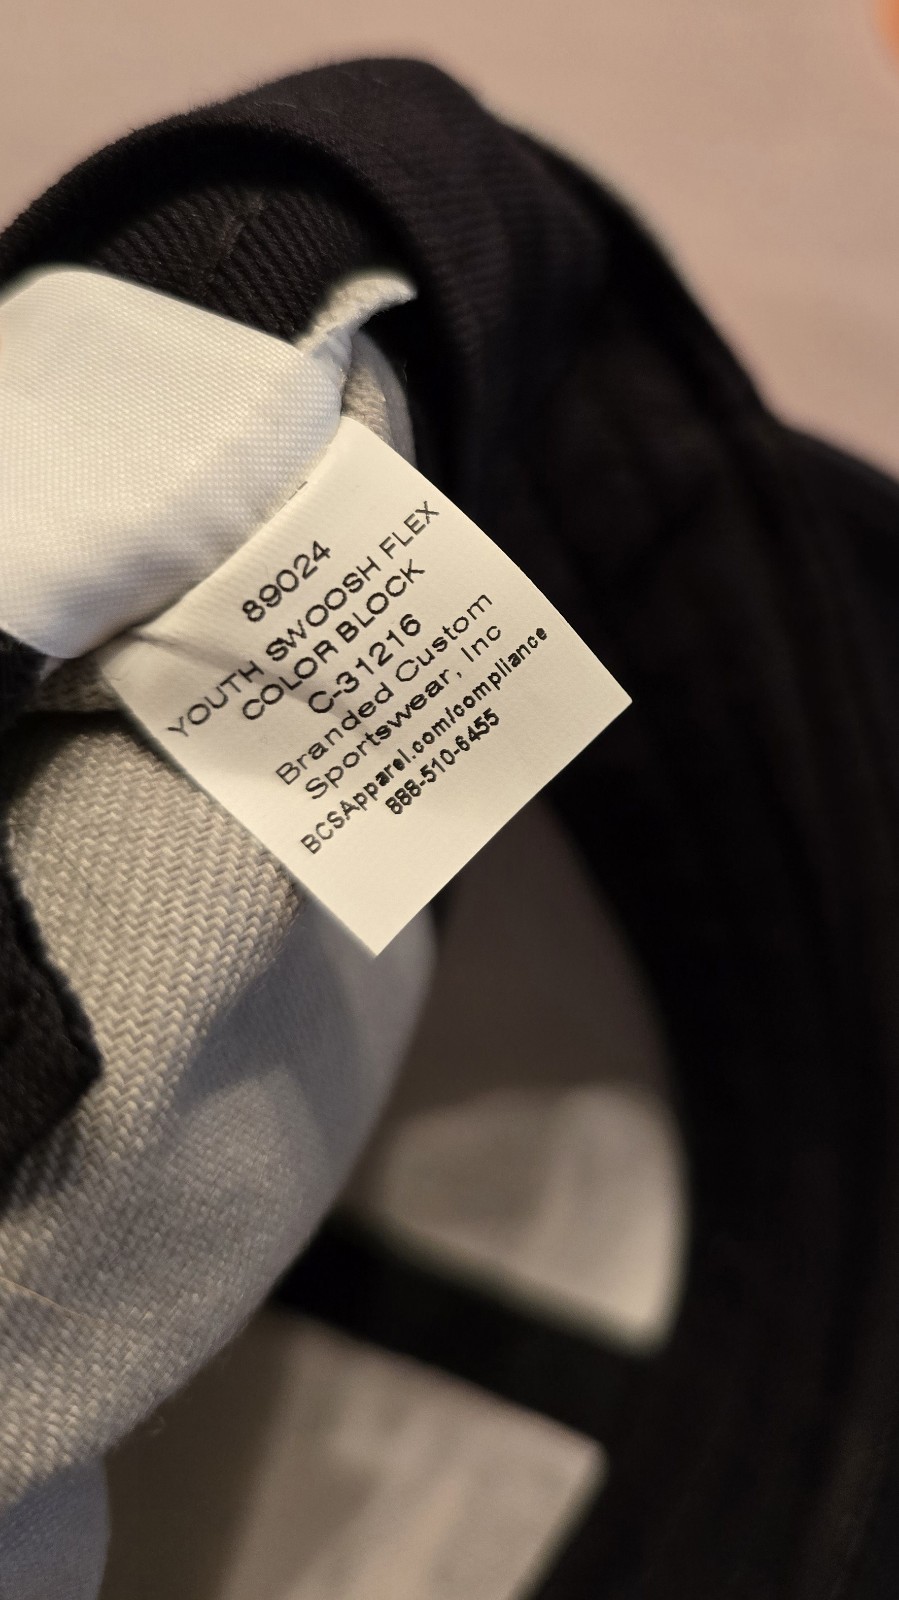 89024
YOUTH SWOOSH FLEX
COLOR BLOCK
C-31216
Branded Custom
Sportswear, Inc
BCSApparel.com/compliance
888-510-6455